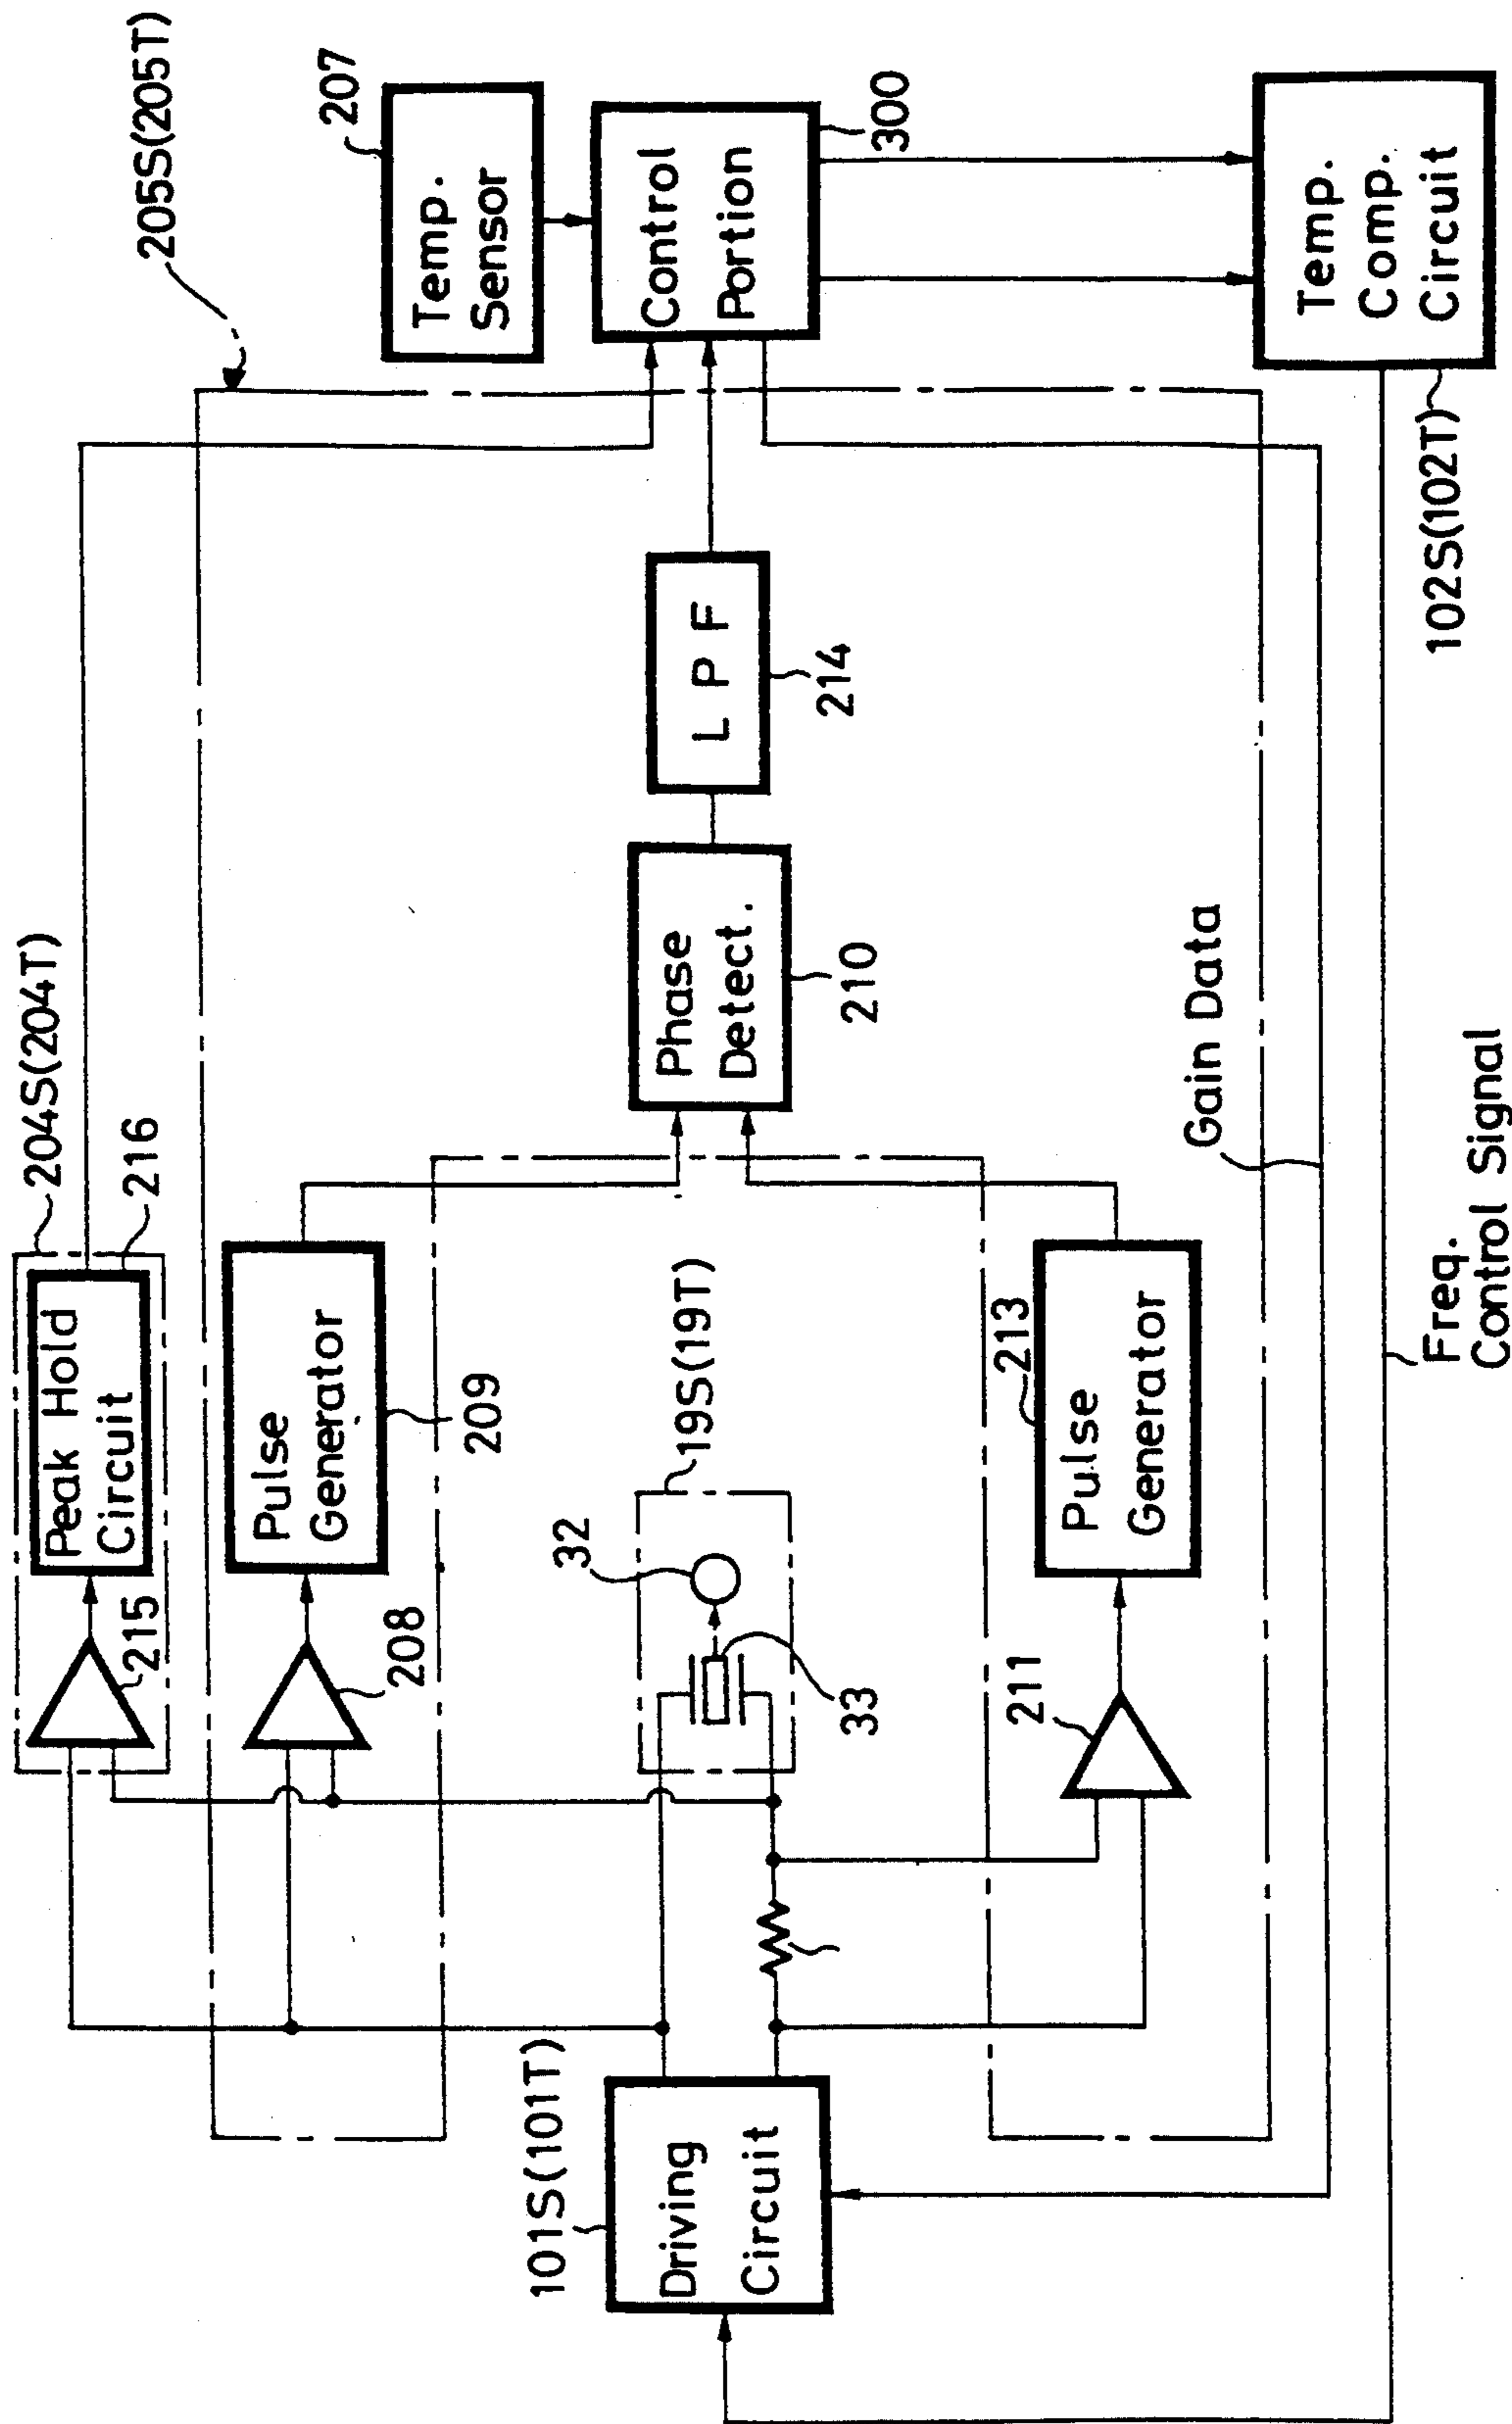 204S(204T)
Peak Hold
Circuit
216
215
205S(205T)
Pulse
Generator
209
208
207
Temp.
Sensor
101S(101T)
Driving
Circuit
19S(19T)
32
33
Phase
Detect.
210
L P F
214
Control
Portion
300
211
213
Pulse
Generator
Gain Data
Freq.
Control Signal
Temp.
Comp.
Circuit
102S(102T)